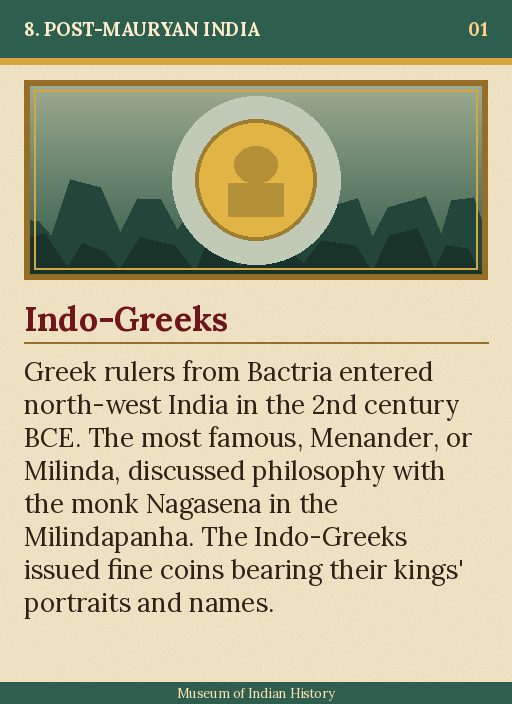 8. POST-MAURYAN INDIA
01
Indo-Greeks
Greek rulers from Bactria entered
north-west India in the 2nd century
BCE. The most famous, Menander, or
Milinda, discussed philosophy with
the monk Nagasena in the
Milindapanha. The Indo-Greeks
issued fine coins bearing their kings'
portraits and names.
Museum of Indian History